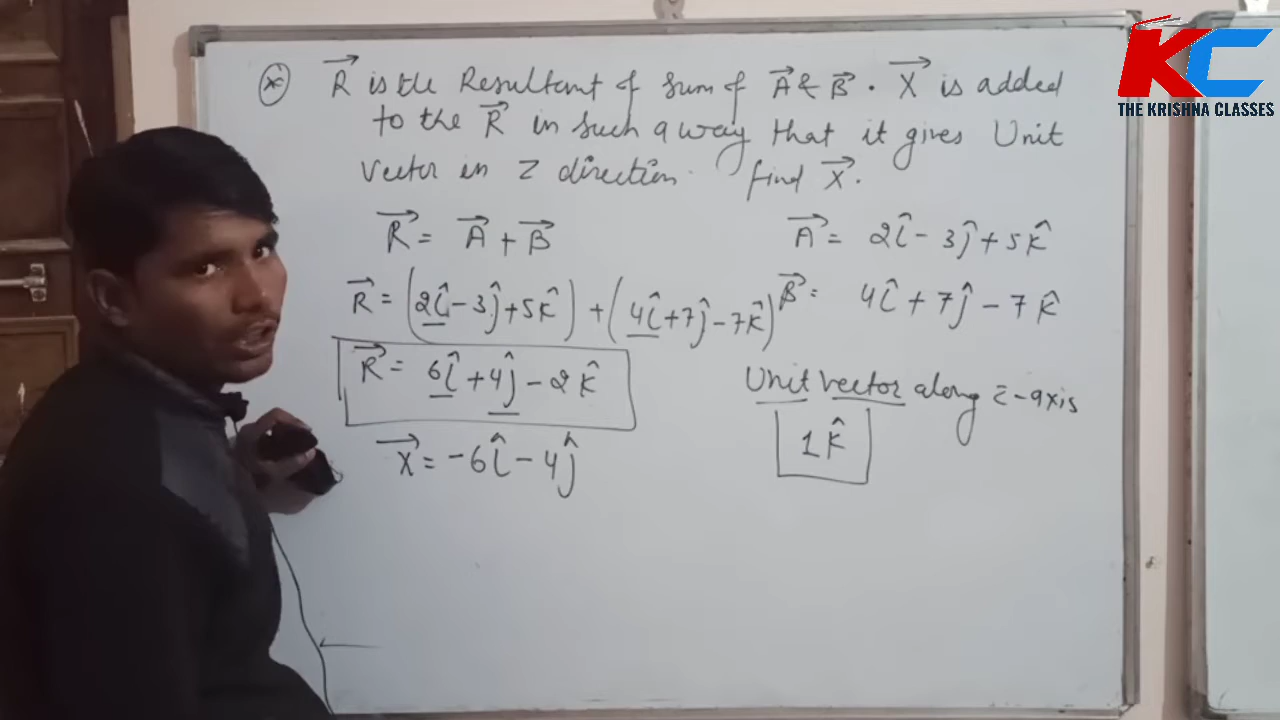 KC
THE KRISHNA CLASSES
* R⃗ is the Resultant of sum of A⃗ & B⃗ . X⃗ is added
to the R⃗ in such a way that it gives Unit
vector in Z direction. find X⃗.
R⃗ = A⃗ + B⃗
A⃗ = 2î - 3ĵ + 5k̂
R⃗ = (2î - 3ĵ + 5k̂) + (4î + 7ĵ - 7k̂)
B⃗ = 4î + 7ĵ - 7k̂
R⃗ = 6î + 4ĵ - 2k̂
Unit vector along z-axis
1k̂
X⃗ = -6î - 4ĵ